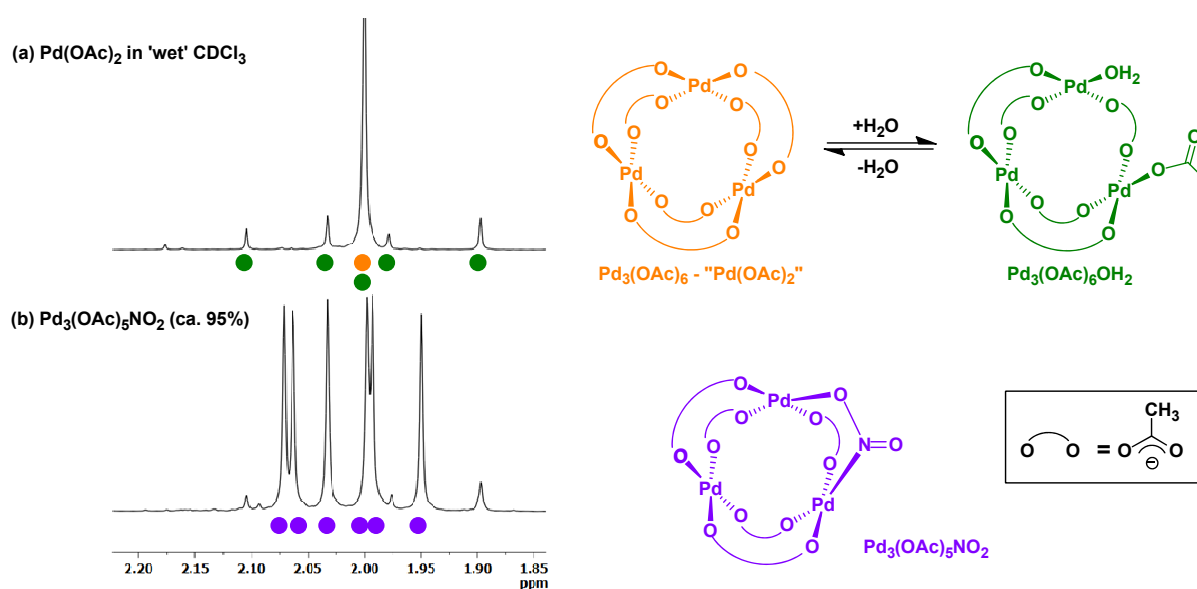 (a) Pd(OAc)2 in 'wet' CDCl3
(b) Pd3(OAc)5NO2 (ca. 95%)
2.20 2.15 2.10 2.05 2.00 1.95 1.90 1.85
ppm
O Pd O O O O O O Pd O O Pd O O O
Pd3(OAc)6 - "Pd(OAc)2"
+H2O
-H2O
O Pd OH2 O O O O O Pd O Pd O O O O O
Pd3(OAc)6OH2
O Pd O O O N=O O O O Pd O O Pd O O
Pd3(OAc)5NO2
CH3
O O = O O
⊖